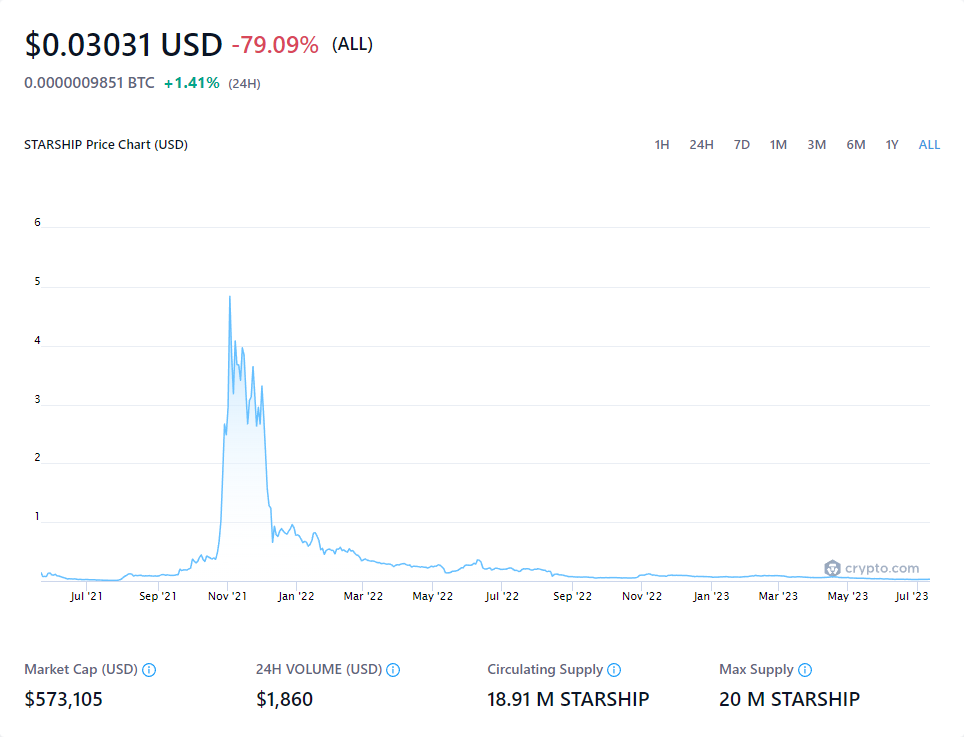 $0.03031 USD -79.09% (ALL)
0.0000009851 BTC +1.41% (24H)
STARSHIP Price Chart (USD) 1H 24H 7D 1M 3M 6M 1Y ALL
6
5
4
3
2
1
crypto.com
Jul '21 Sep '21 Nov '21 Jan '22 Mar '22 May '22 Jul '22 Sep '22 Nov '22 Jan '23 Mar '23 May '23 Jul '23
Market Cap (USD) 24H VOLUME (USD) Circulating Supply Max Supply
$573,105 $1,860 18.91 M STARSHIP 20 M STARSHIP